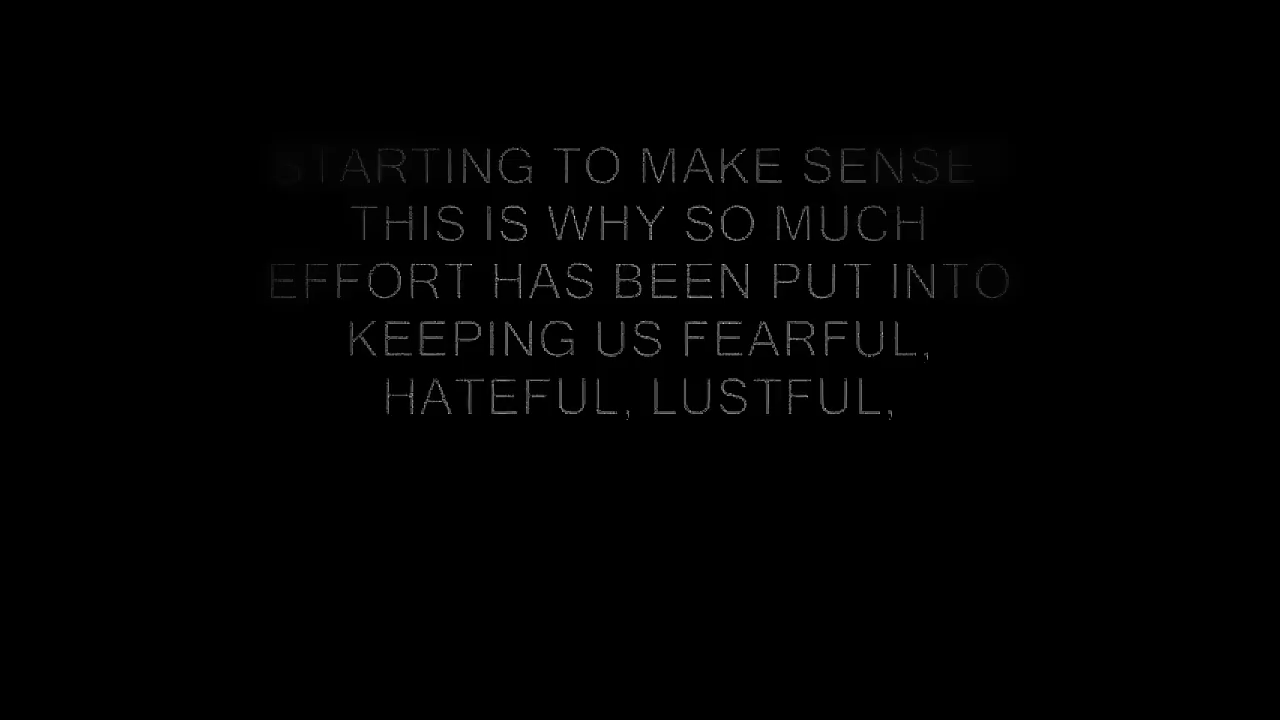 STARTING TO MAKE SENSE
THIS IS WHY SO MUCH
EFFORT HAS BEEN PUT INTO
KEEPING US FEARFUL,
HATEFUL, LUSTFUL,